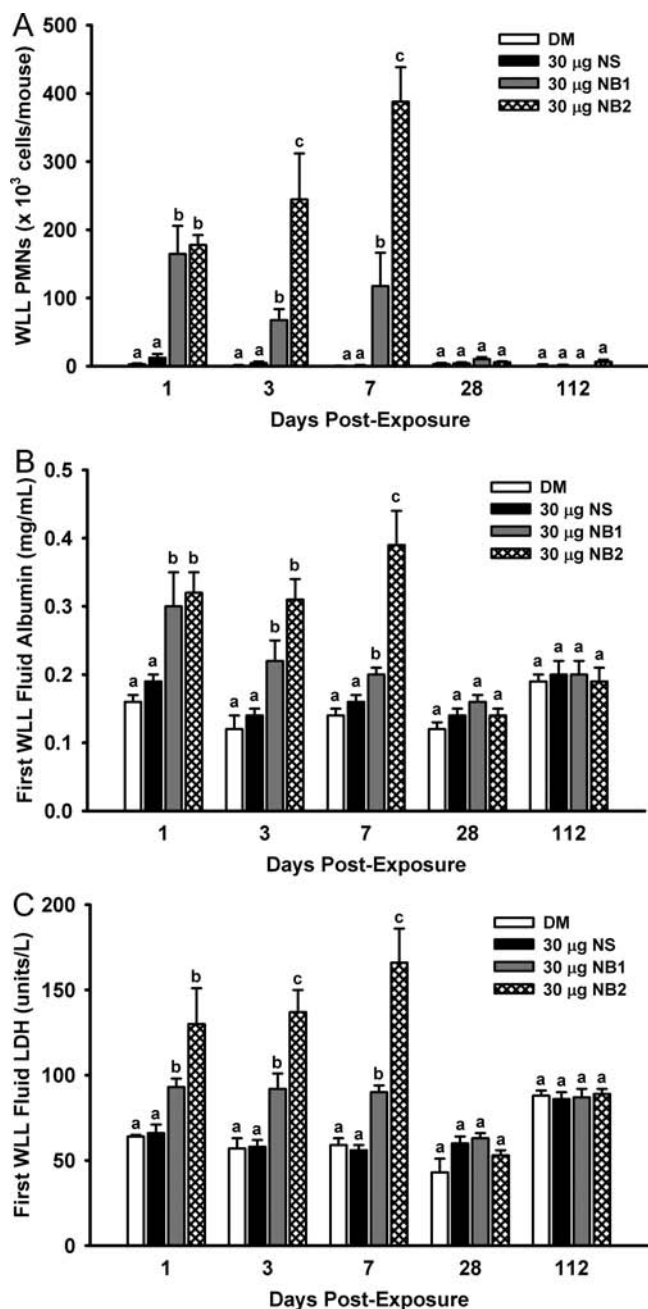 A
WLL PMNs (x 10³ cells/mouse)
500
400
300
200
100
0
DM
30 µg NS
30 µg NB1
30 µg NB2
a a b b
a a b c
a a b c
a a a a
a a a a
1 3 7 28 112
Days Post-Exposure
B
First WLL Fluid Albumin (mg/mL)
0.5
0.4
0.3
0.2
0.1
0.0
DM
30 µg NS
30 µg NB1
30 µg NB2
a a b b
a a b b
a a b c
a a a a
a a a a
1 3 7 28 112
Days Post-Exposure
C
First WLL Fluid LDH (units/L)
200
150
100
50
0
DM
30 µg NS
30 µg NB1
30 µg NB2
a a b b
a a b c
a a b c
a a a a
a a a a
1 3 7 28 112
Days Post-Exposure